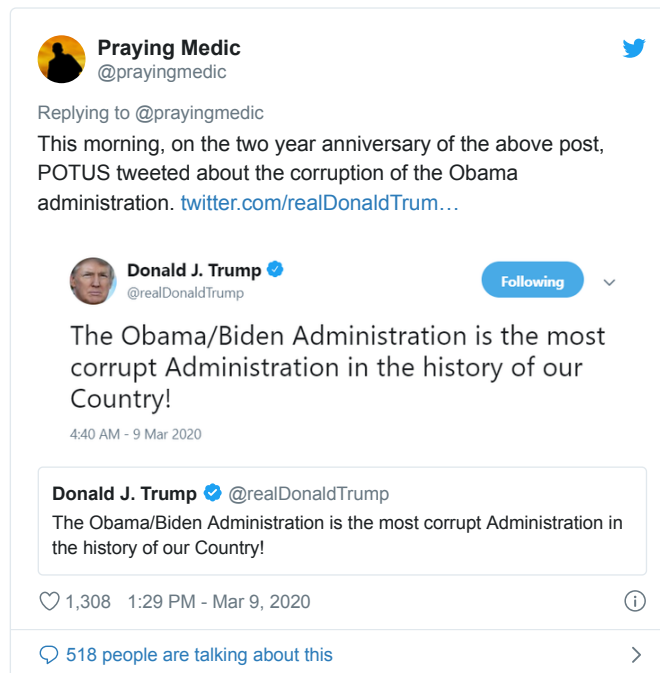 Praying Medic
@prayingmedic
Replying to @prayingmedic
This morning, on the two year anniversary of the above post,
POTUS tweeted about the corruption of the Obama
administration. twitter.com/realDonaldTrum…
Donald J. Trump
@realDonaldTrump
Following
The Obama/Biden Administration is the most
corrupt Administration in the history of our
Country!
4:40 AM - 9 Mar 2020
Donald J. Trump @realDonaldTrump
The Obama/Biden Administration is the most corrupt Administration in
the history of our Country!
1,308 1:29 PM - Mar 9, 2020
518 people are talking about this